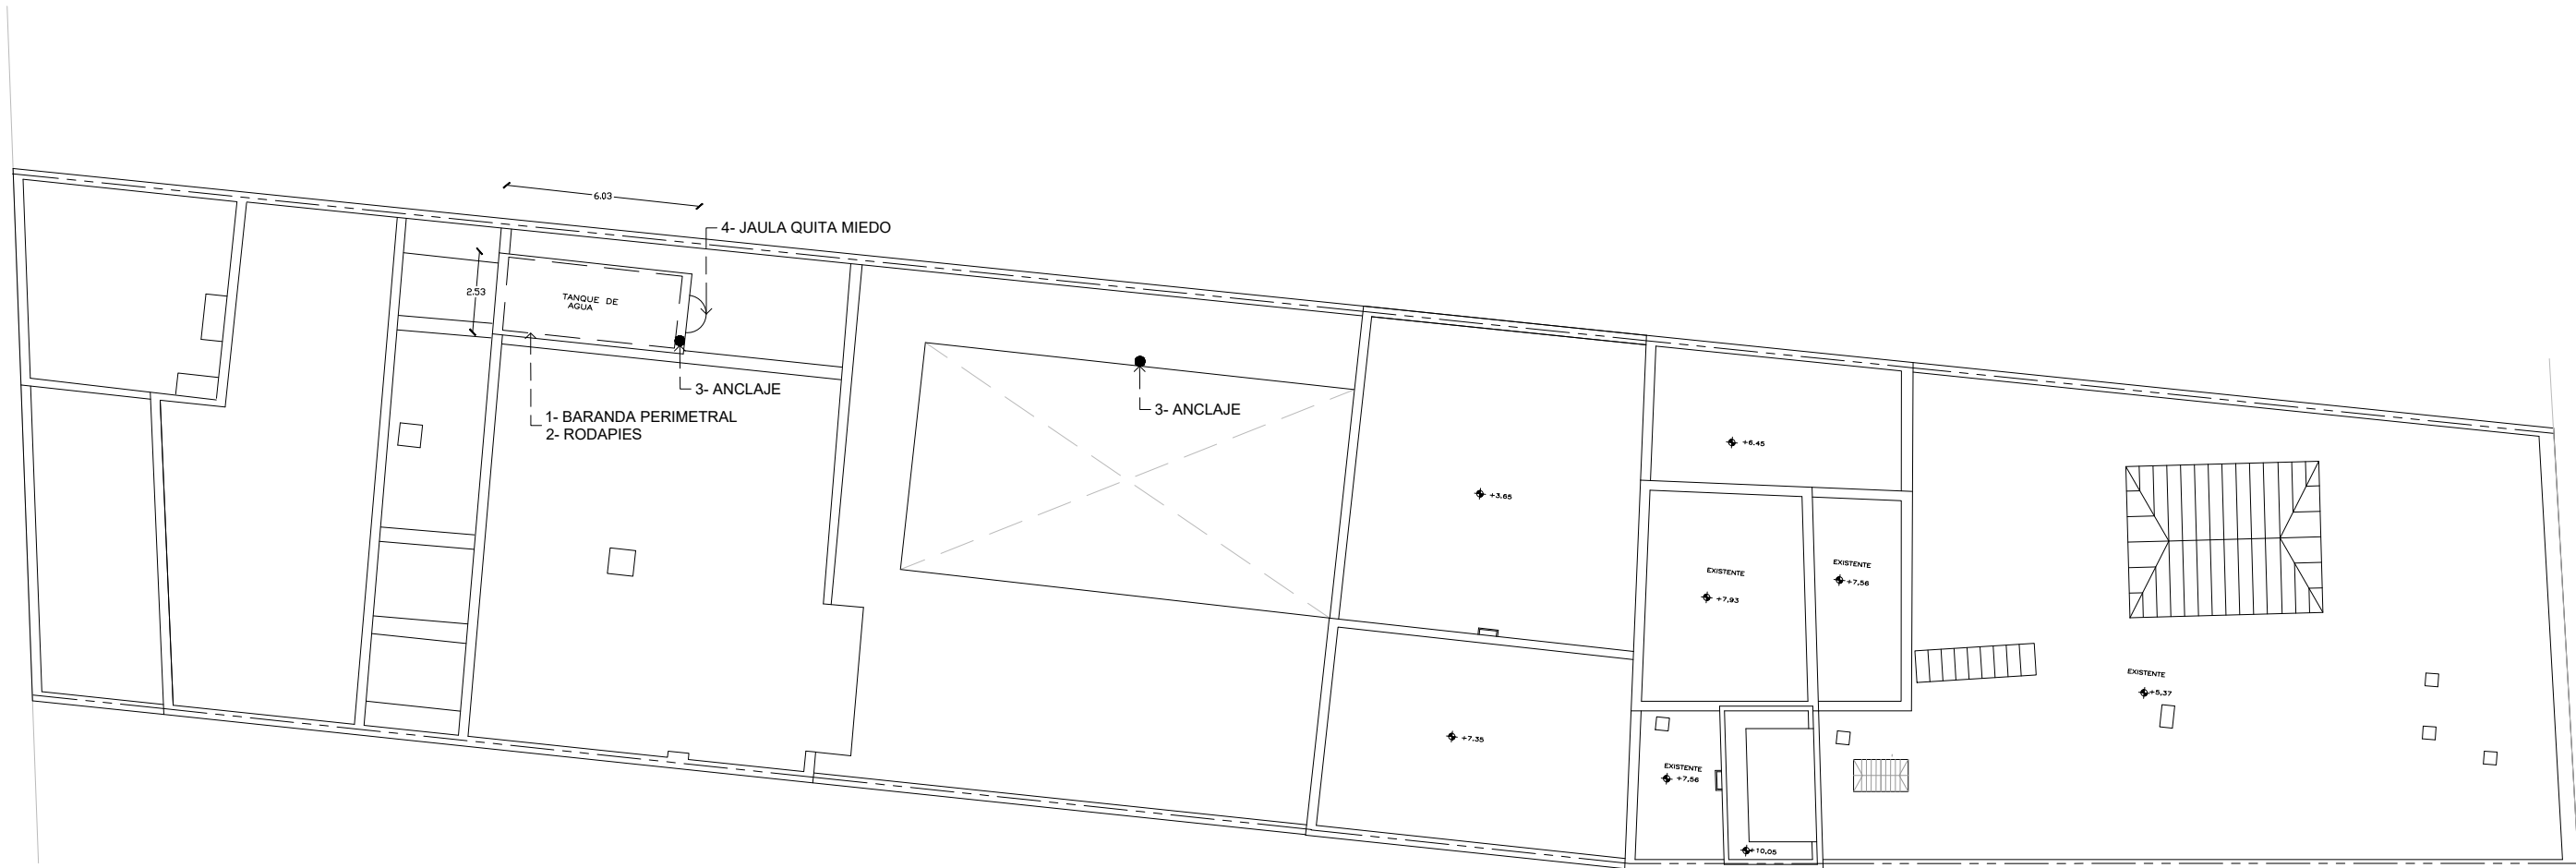 6.03
4- JAULA QUITA MIEDO
2.53
TANQUE DE
AGUA
3- ANCLAJE
3- ANCLAJE
1- BARANDA PERIMETRAL
2- RODAPIES
+6.45
+3.65
EXISTENTE
+7,56
EXISTENTE
+7,93
EXISTENTE
+5,37
+7.35
EXISTENTE
+7,56
+10,05